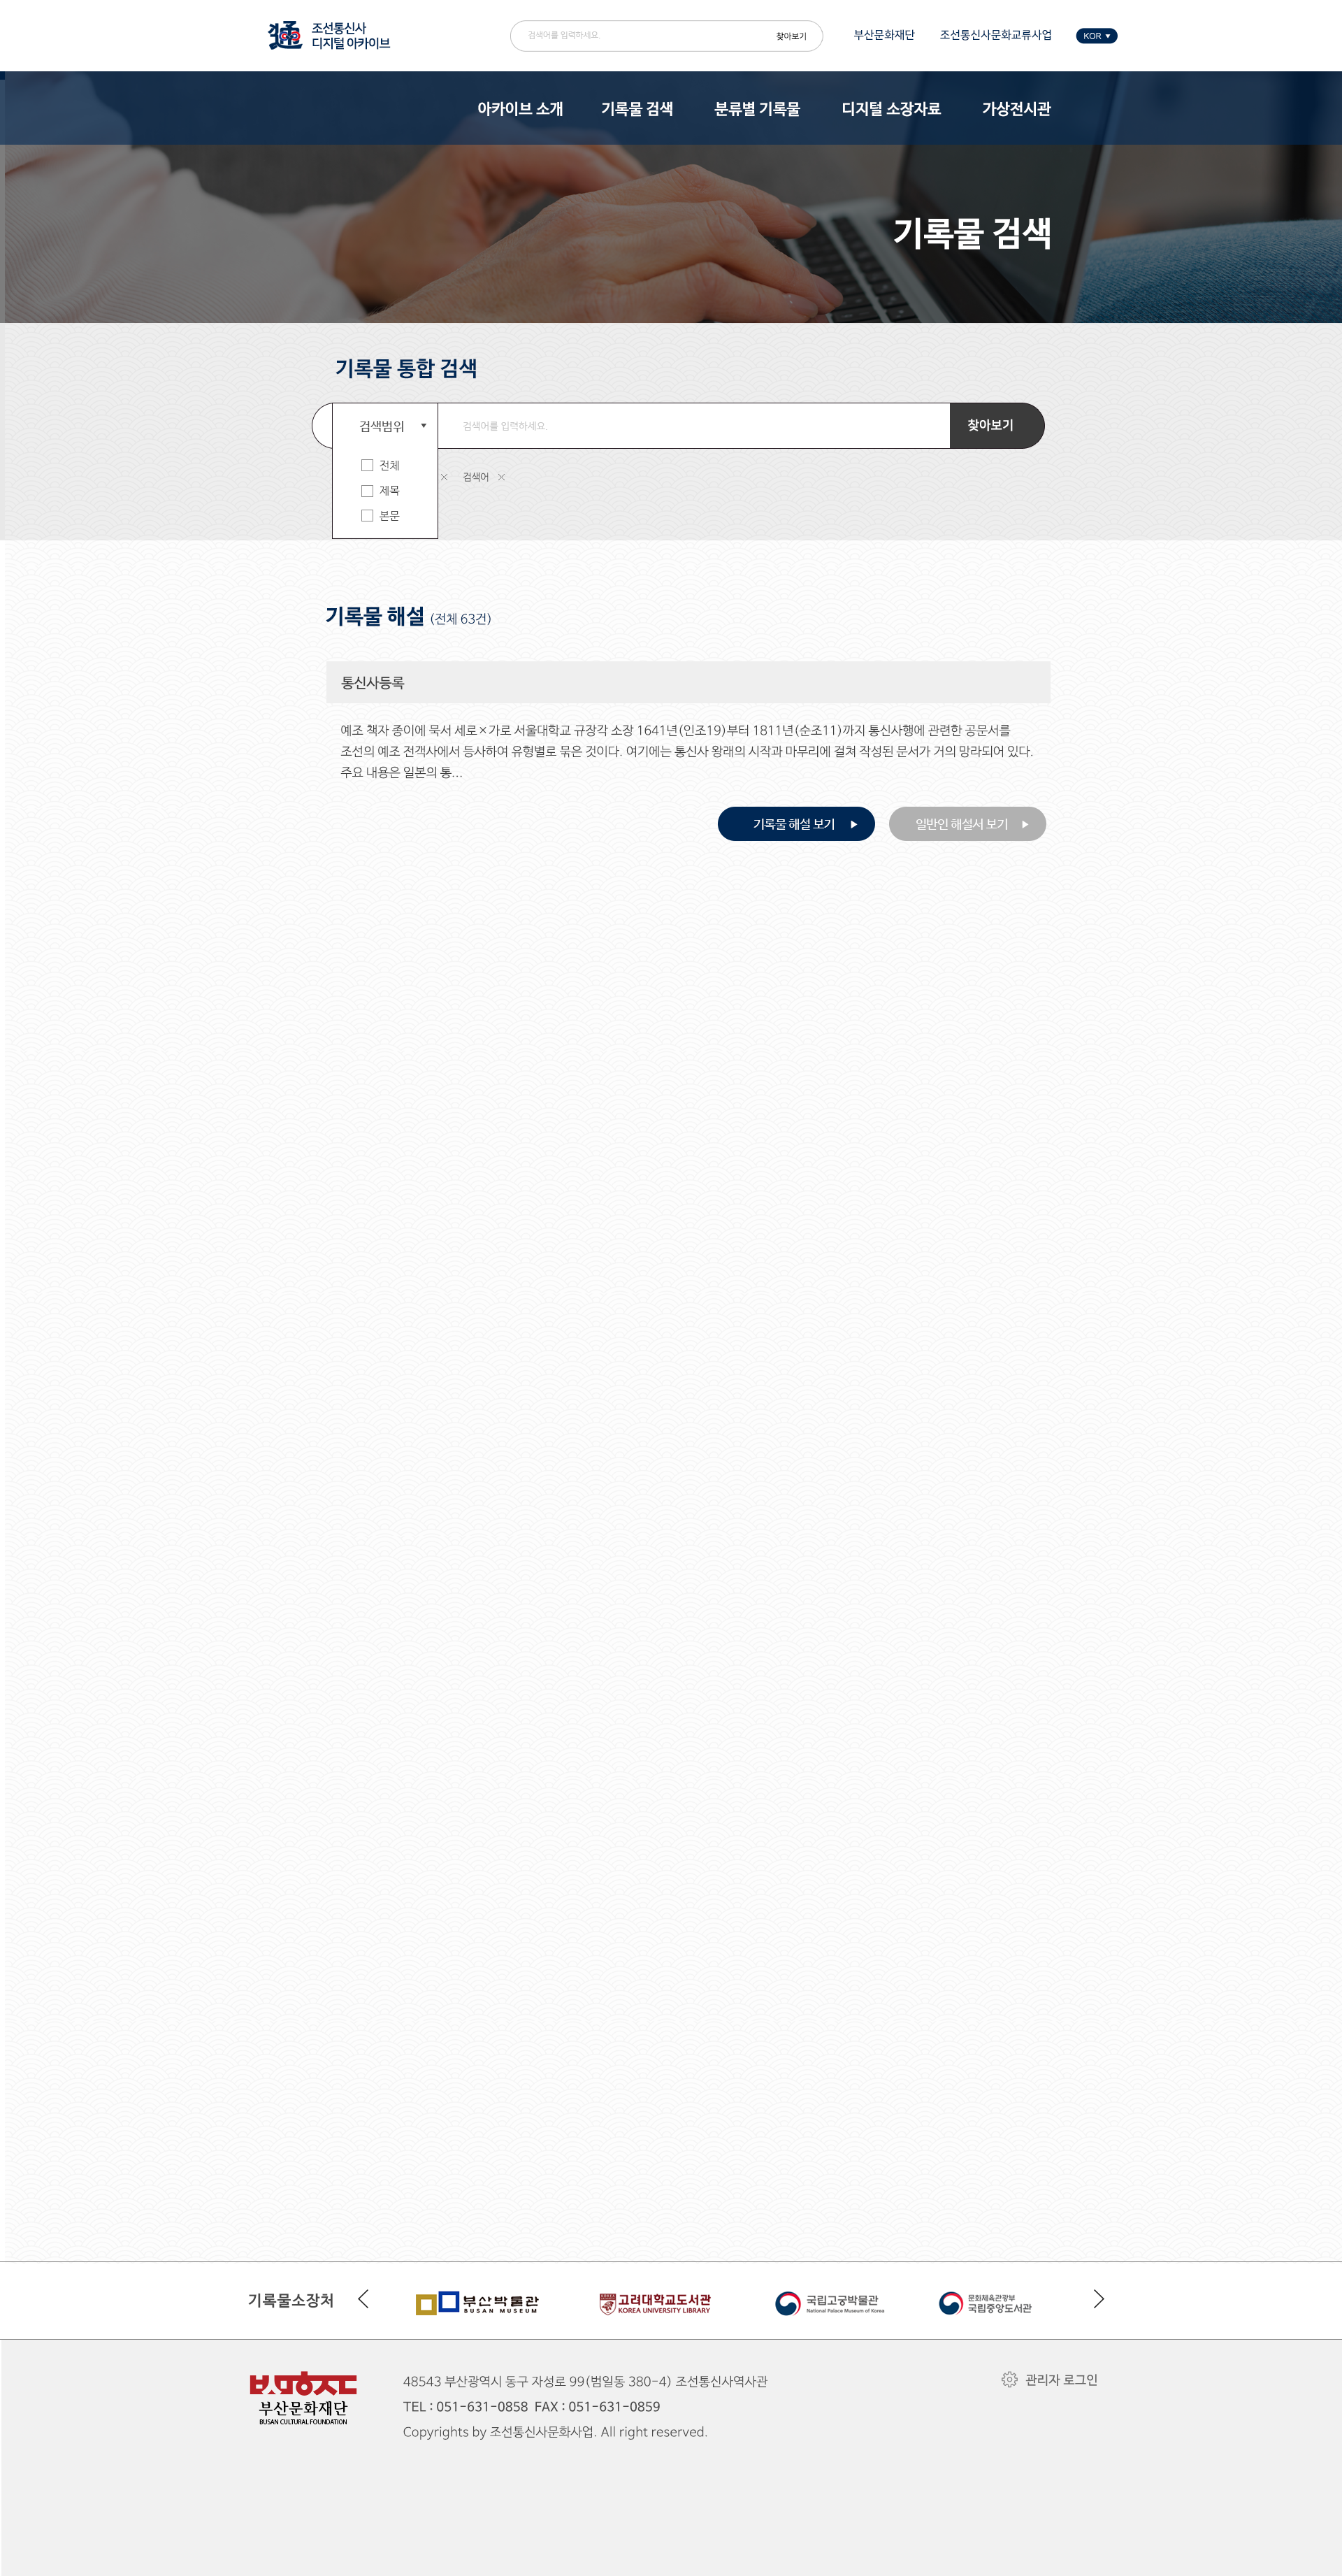 通
조선통신사
디지털 아카이브
검색어를 입력하세요. 찾아보기
부산문화재단 조선통신사문화교류사업 KOR ▼
아카이브 소개 기록물 검색 분류별 기록물 디지털 소장자료 가상전시관
기록물 검색
기록물 통합 검색
검색범위 ▼ 검색어를 입력하세요. 찾아보기
전체
제목
본문
× 검색어 ×
기록물 해설 (전체 63건)
통신사등록
예조 책자 종이에 묵서 세로×가로 서울대학교 규장각 소장 1641년(인조19)부터 1811년(순조11)까지 통신사행에 관련한 공문서를
조선의 예조 전객사에서 등사하여 유형별로 묶은 것이다. 여기에는 통신사 왕래의 시작과 마무리에 걸쳐 작성된 문서가 거의 망라되어 있다.
주요 내용은 일본의 통...
기록물 해설 보기 ▶ 일반인 해설서 보기 ▶
기록물소장처
부산박물관
BUSAN MUSEUM
고려대학교도서관
KOREA UNIVERSITY LIBRARY
국립고궁박물관
National Palace Museum of Korea
문화체육관광부
국립중앙도서관
부산문화재단
BUSAN CULTURAL FOUNDATION
48543 부산광역시 동구 자성로 99(범일동 380-4) 조선통신사역사관
TEL : 051-631-0858 FAX : 051-631-0859
Copyrights by 조선통신사문화사업. All right reserved.
관리자 로그인